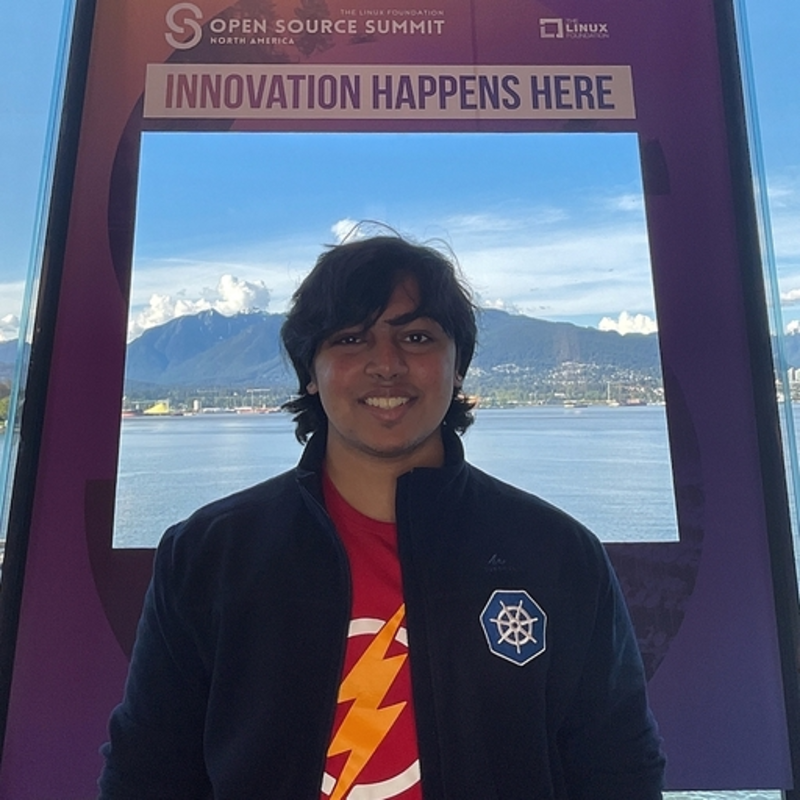 THE LINUX FOUNDATION
OPEN SOURCE SUMMIT
NORTH AMERICA
THE
LINUX
FOUNDATION
INNOVATION HAPPENS HERE